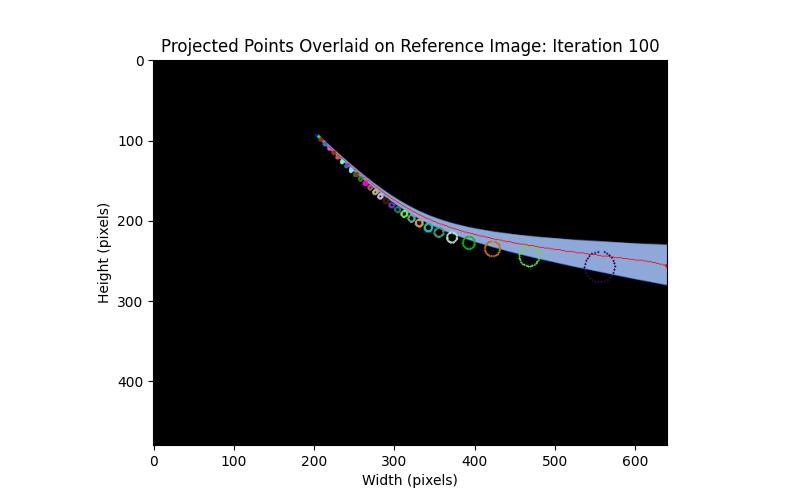 Projected Points Overlaid on Reference Image: Iteration 100
0
100
200
300
400
Height (pixels)
0 100 200 300 400 500 600
Width (pixels)